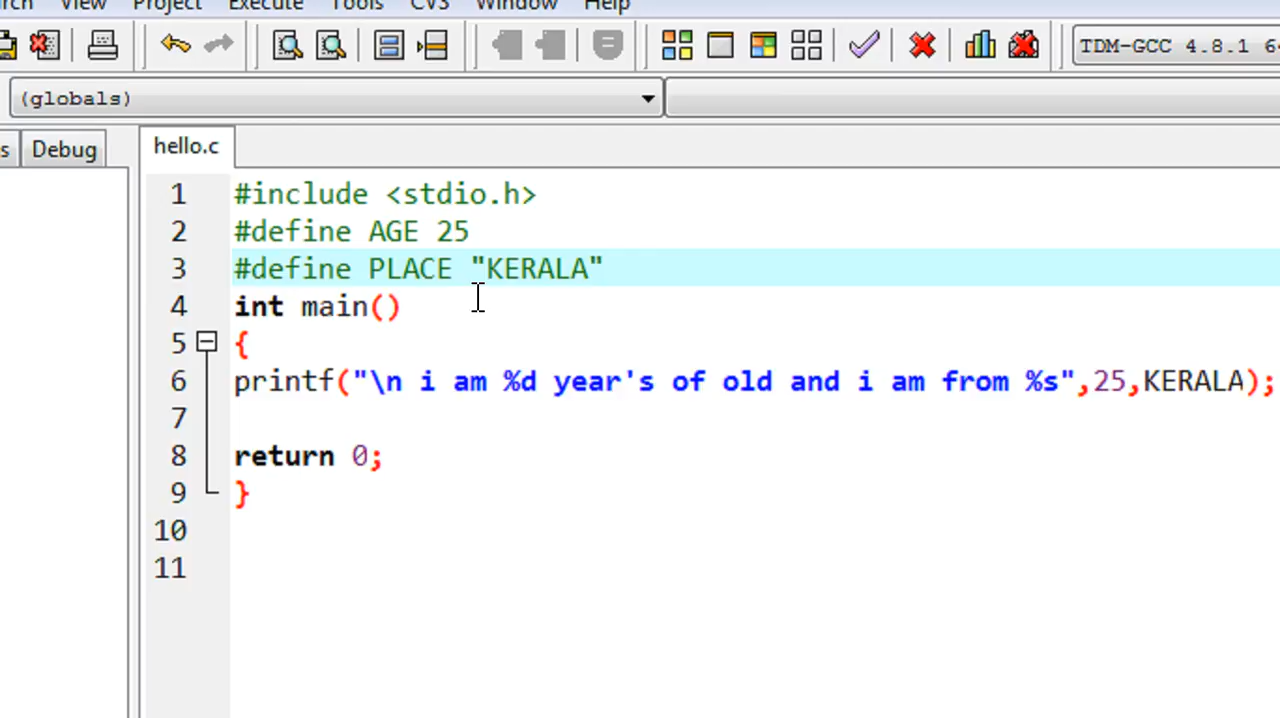 View Project Execute Tools CVS Window Help
TDM-GCC 4.8.1
(globals)
Debug hello.c
1 #include <stdio.h>
2 #define AGE 25
3 #define PLACE "KERALA"
4 int main()
5 {
6 printf("\n i am %d year's of old and i am from %s",25,KERALA);
7
8 return 0;
9 }
10
11